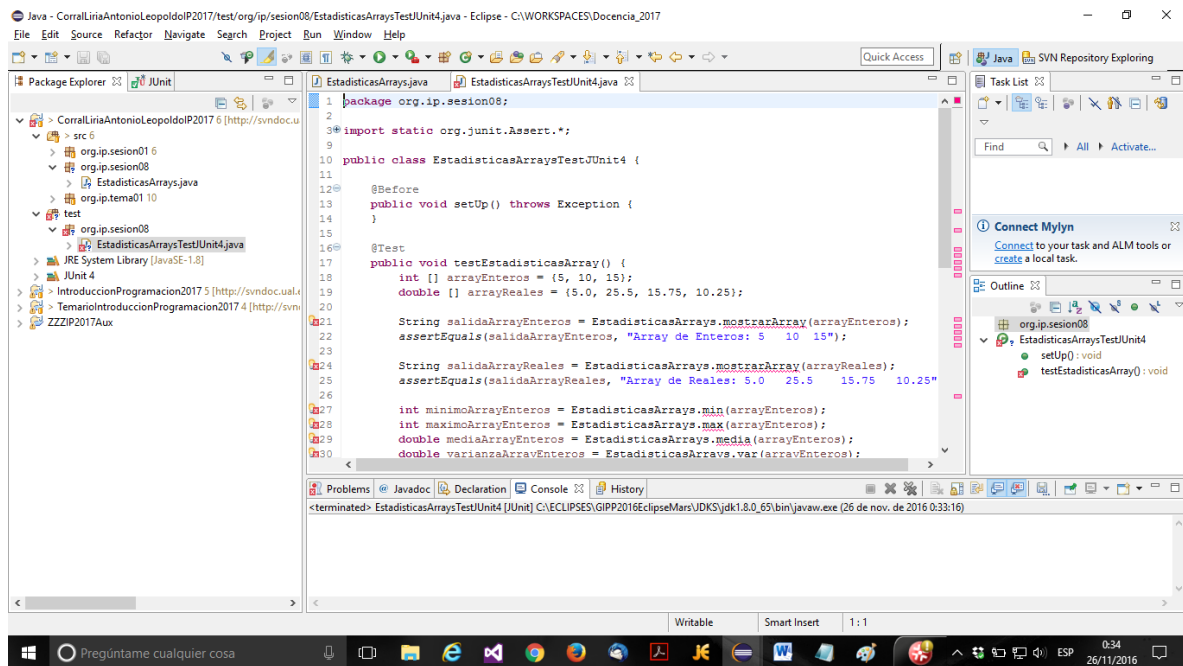 Java - CorralLiriaAntonioLeopoldoIP2017/test/org/ip/sesion08/EstadisticasArraysTestJUnit4.java - Eclipse - C:\WORKSPACES\Docencia_2017
File Edit Source Refactor Navigate Search Project Run Window Help
Quick Access
Java
SVN Repository Exploring
Package Explorer
JUnit
> CorralLiriaAntonioLeopoldoIP2017 6 [http://svndoc.u
> src 6
org.ip.sesion01 6
org.ip.sesion08
EstadisticasArrays.java
org.ip.tema01 10
test
org.ip.sesion08
EstadisticasArraysTestJUnit4.java
JRE System Library [JavaSE-1.8]
JUnit 4
> IntroduccionProgramacion2017 5 [http://svndoc.ual.
> TemarioIntroduccionProgramacion2017 4 [http://svn
ZZZIP2017Aux
EstadisticasArrays.java
EstadisticasArraysTestJUnit4.java
1 package org.ip.sesion08;
2
3 import static org.junit.Assert.*;
9
10 public class EstadisticasArraysTestJUnit4 {
11
12 @Before
13 public void setUp() throws Exception {
14 }
15
16 @Test
17 public void testEstadisticasArray() {
18 int [] arrayEnteros = {5, 10, 15};
19 double [] arrayReales = {5.0, 25.5, 15.75, 10.25};
20
21 String salidaArrayEnteros = EstadisticasArrays.mostrarArray(arrayEnteros);
22 assertEquals(salidaArrayEnteros, "Array de Enteros: 5 10 15");
23
24 String salidaArrayReales = EstadisticasArrays.mostrarArray(arrayReales);
25 assertEquals(salidaArrayReales, "Array de Reales: 5.0 25.5 15.75 10.25"
26
27 int minimoArrayEnteros = EstadisticasArrays.min(arrayEnteros);
28 int maximoArrayEnteros = EstadisticasArrays.max(arrayEnteros);
29 double mediaArrayEnteros = EstadisticasArrays.media(arrayEnteros);
30 double varianzaArrayEnteros = EstadisticasArrays.var(arrayEnteros);
Task List
Find
All
Activate...
Connect Mylyn
Connect to your task and ALM tools or
create a local task.
Outline
org.ip.sesion08
EstadisticasArraysTestJUnit4
setUp() : void
testEstadisticasArray() : void
Problems
@ Javadoc
Declaration
Console
History
<terminated> EstadisticasArraysTestJUnit4 [JUnit] C:\ECLIPSES\GIPP2016EclipseMars\JDKS\jdk1.8.0_65\bin\javaw.exe (26 de nov. de 2016 0:33:16)
Writable
Smart Insert
1 : 1
Pregúntame cualquier cosa
ESP
0:34
26/11/2016